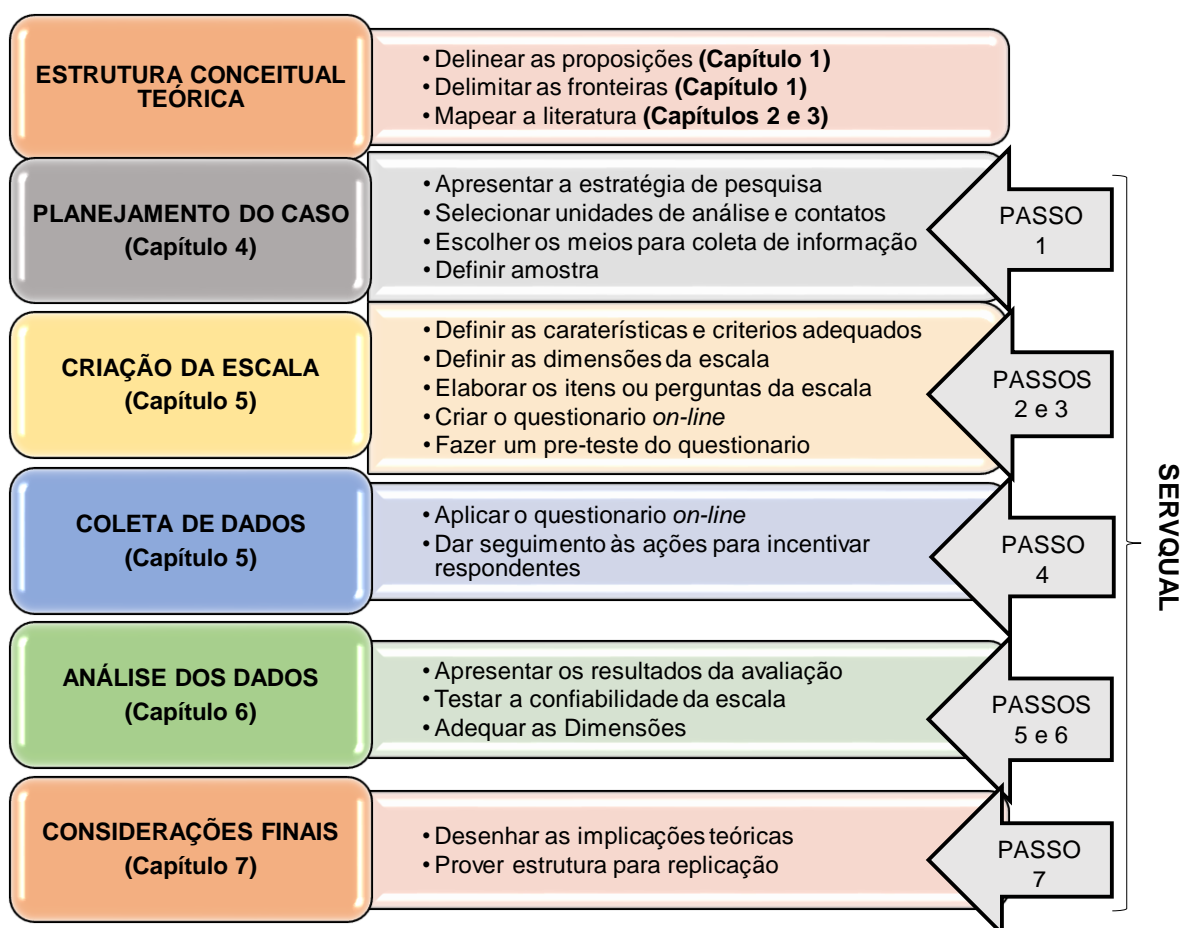 ESTRUTURA CONCEITUAL
TEÓRICA
• Delinear as proposições (Capítulo 1)
• Delimitar as fronteiras (Capítulo 1)
• Mapear a literatura (Capítulos 2 e 3)
PLANEJAMENTO DO CASO
(Capítulo 4)
• Apresentar a estratégia de pesquisa
• Selecionar unidades de análise e contatos
• Escolher os meios para coleta de informação
• Definir amostra
PASSO
1
CRIAÇÃO DA ESCALA
(Capítulo 5)
• Definir as caraterísticas e criterios adequados
• Definir as dimensões da escala
• Elaborar os itens ou perguntas da escala
• Criar o questionario on-line
• Fazer um pre-teste do questionario
PASSOS
2 e 3
COLETA DE DADOS
(Capítulo 5)
• Aplicar o questionario on-line
• Dar seguimento às ações para incentivar
respondentes
PASSO
4
ANÁLISE DOS DADOS
(Capítulo 6)
• Apresentar os resultados da avaliação
• Testar a confiabilidade da escala
• Adequar as Dimensões
PASSOS
5 e 6
CONSIDERAÇÕES FINAIS
(Capítulo 7)
• Desenhar as implicações teóricas
• Prover estrutura para replicação
PASSO
7
SERVQUAL